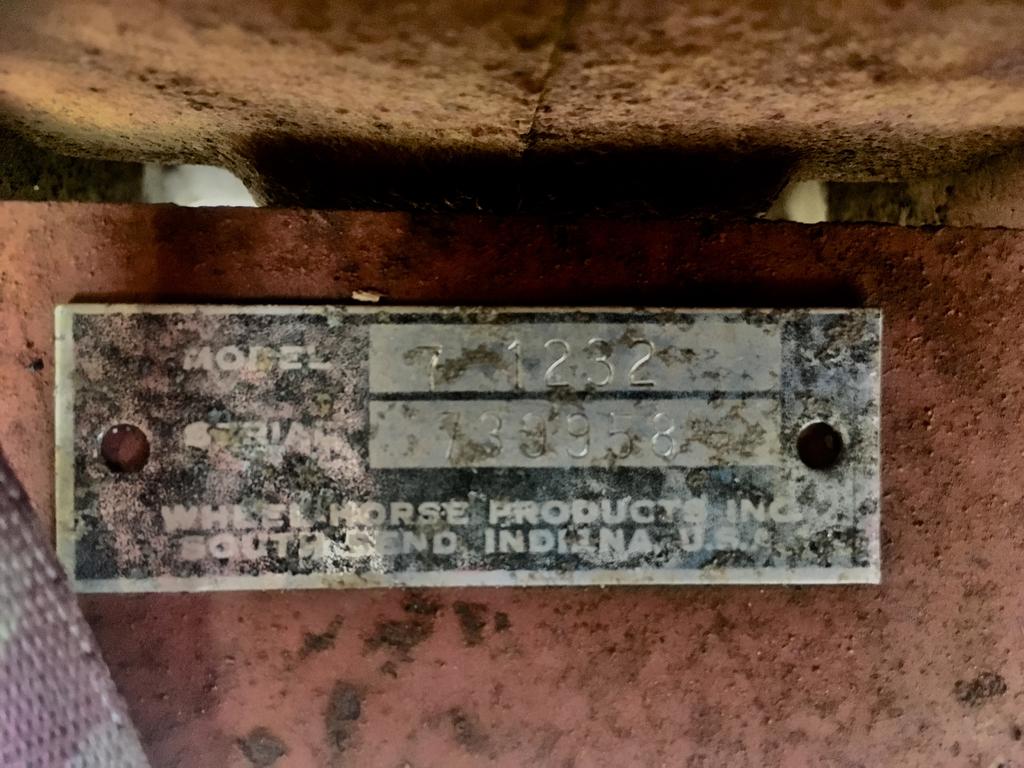 MODEL 7-1232
SERIAL 739958
WHEEL HORSE PRODUCTS INC.
SOUTH BEND, INDIANA, U.S.A.